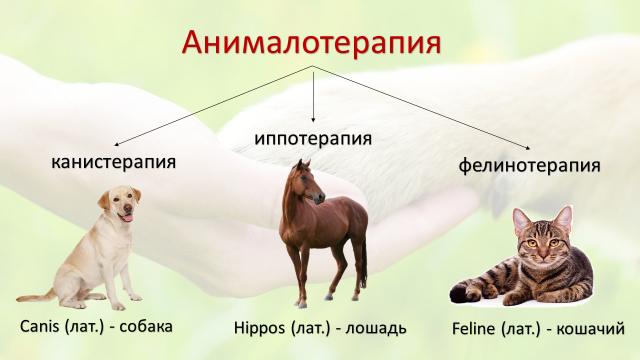 Анималотерапия
канистерапия
иппотерапия
фелинотерапия
Canis (лат.) - собака
Hippos (лат.) - лошадь
Feline (лат.) - кошачий